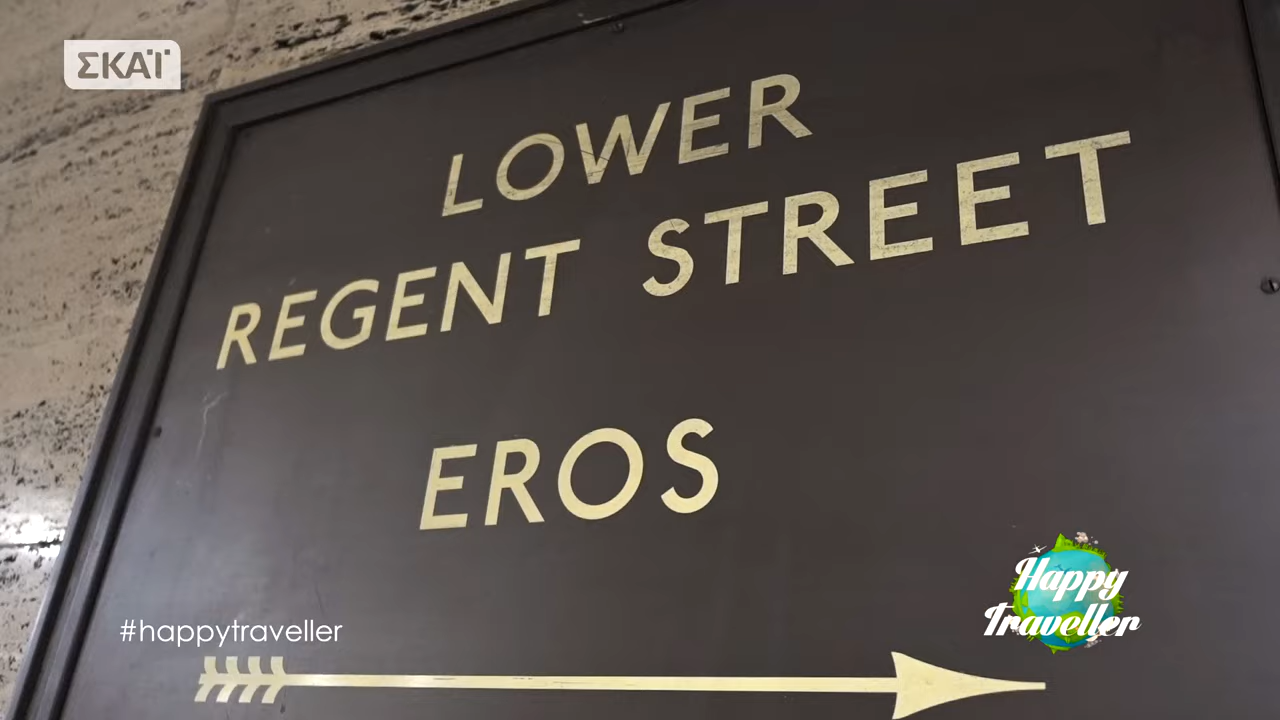 ΣΚΑΪ
LOWER
REGENT STREET
EROS
Happy
Traveller
#happytraveller